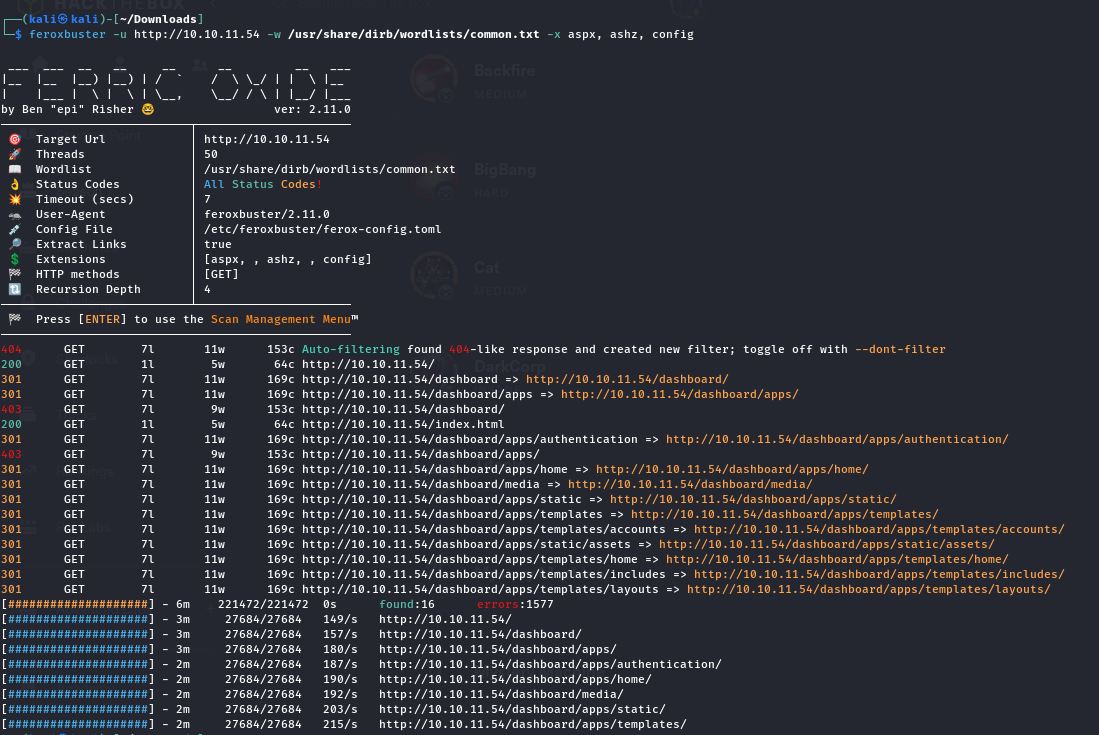 HACKTHEBOX
┌──(kali㉿kali)-[~/Downloads]
└─$ feroxbuster -u http://10.10.11.54 -w /usr/share/dirb/wordlists/common.txt -x aspx, ashz, config
 ___  ___  __   __     __      __         __   ___
|__  |__  |__) |__) | /  `    /  \ \_/ | |  \ |__
|    |___ |  \ |  \ | \__,    \__/ / \ | |__/ |___
by Ben "epi" Risher 🤓                 ver: 2.11.0
───────────────────────────┬──────────────────────
🎯  Target Url            │ http://10.10.11.54
🚀  Threads               │ 50
📖  Wordlist              │ /usr/share/dirb/wordlists/common.txt
👌  Status Codes          │ All Status Codes!
💥  Timeout (secs)        │ 7
🦡  User-Agent            │ feroxbuster/2.11.0
💉  Config File           │ /etc/feroxbuster/ferox-config.toml
🔎  Extract Links         │ true
💲  Extensions            │ [aspx, , ashz, , config]
🏁  HTTP methods          │ [GET]
🔃  Recursion Depth       │ 4
───────────────────────────┴──────────────────────
🏁  Press [ENTER] to use the Scan Management Menu™
──────────────────────────────────────────────────
404      GET        7l       11w      153c Auto-filtering found 404-like response and created new filter; toggle off with --dont-filter
200      GET        1l        5w       64c http://10.10.11.54/
301      GET        7l       11w      169c http://10.10.11.54/dashboard => http://10.10.11.54/dashboard/
301      GET        7l       11w      169c http://10.10.11.54/dashboard/apps => http://10.10.11.54/dashboard/apps/
403      GET        7l        9w      153c http://10.10.11.54/dashboard/
200      GET        1l        5w       64c http://10.10.11.54/index.html
301      GET        7l       11w      169c http://10.10.11.54/dashboard/apps/authentication => http://10.10.11.54/dashboard/apps/authentication/
403      GET        7l        9w      153c http://10.10.11.54/dashboard/apps/
301      GET        7l       11w      169c http://10.10.11.54/dashboard/apps/home => http://10.10.11.54/dashboard/apps/home/
301      GET        7l       11w      169c http://10.10.11.54/dashboard/media => http://10.10.11.54/dashboard/media/
301      GET        7l       11w      169c http://10.10.11.54/dashboard/apps/static => http://10.10.11.54/dashboard/apps/static/
301      GET        7l       11w      169c http://10.10.11.54/dashboard/apps/templates => http://10.10.11.54/dashboard/apps/templates/
301      GET        7l       11w      169c http://10.10.11.54/dashboard/apps/templates/accounts => http://10.10.11.54/dashboard/apps/templates/accounts/
301      GET        7l       11w      169c http://10.10.11.54/dashboard/apps/static/assets => http://10.10.11.54/dashboard/apps/static/assets/
301      GET        7l       11w      169c http://10.10.11.54/dashboard/apps/templates/home => http://10.10.11.54/dashboard/apps/templates/home/
301      GET        7l       11w      169c http://10.10.11.54/dashboard/apps/templates/includes => http://10.10.11.54/dashboard/apps/templates/includes/
301      GET        7l       11w      169c http://10.10.11.54/dashboard/apps/templates/layouts => http://10.10.11.54/dashboard/apps/templates/layouts/
[####################] - 6m    221472/221472  0s      found:16      errors:1577
[####################] - 3m     27684/27684   149/s   http://10.10.11.54/
[####################] - 3m     27684/27684   157/s   http://10.10.11.54/dashboard/
[####################] - 3m     27684/27684   180/s   http://10.10.11.54/dashboard/apps/
[####################] - 2m     27684/27684   187/s   http://10.10.11.54/dashboard/apps/authentication/
[####################] - 2m     27684/27684   190/s   http://10.10.11.54/dashboard/apps/home/
[####################] - 2m     27684/27684   192/s   http://10.10.11.54/dashboard/media/
[####################] - 2m     27684/27684   203/s   http://10.10.11.54/dashboard/apps/static/
[####################] - 2m     27684/27684   215/s   http://10.10.11.54/dashboard/apps/templates/
Backfire
MEDIUM
BigBang
HARD
Cat
MEDIUM
DarkCorp